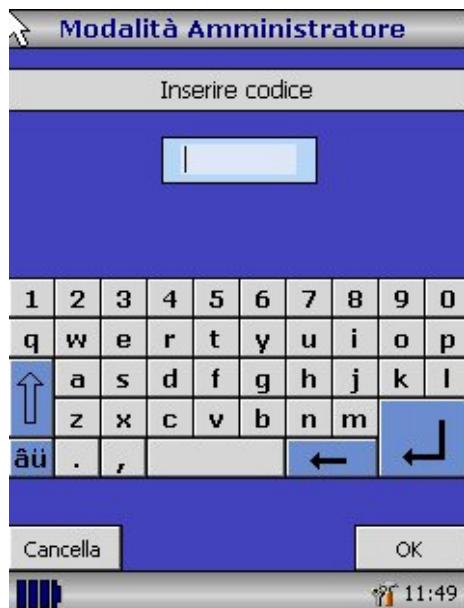 Modalità Amministratore
Inserire codice
1 2 3 4 5 6 7 8 9 0
q w e r t y u i o p
a s d f g h j k l
z x c v b n m
âü . ,
Cancella OK
11:49